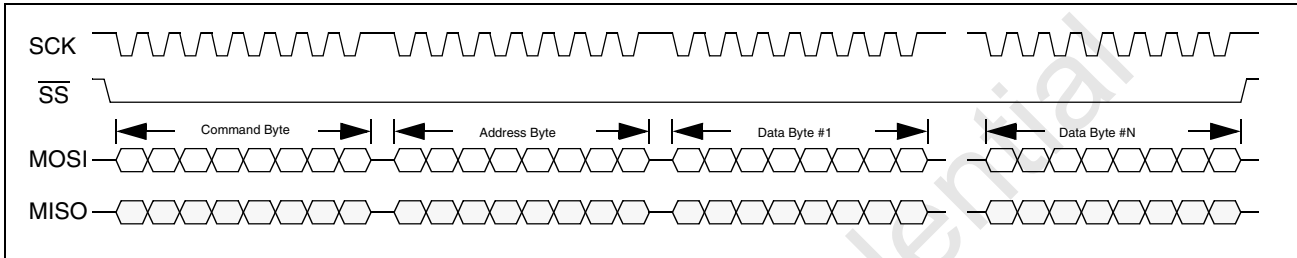 SCK
SS
Command Byte
Address Byte
Data Byte #1
Data Byte #N
MOSI
MISO